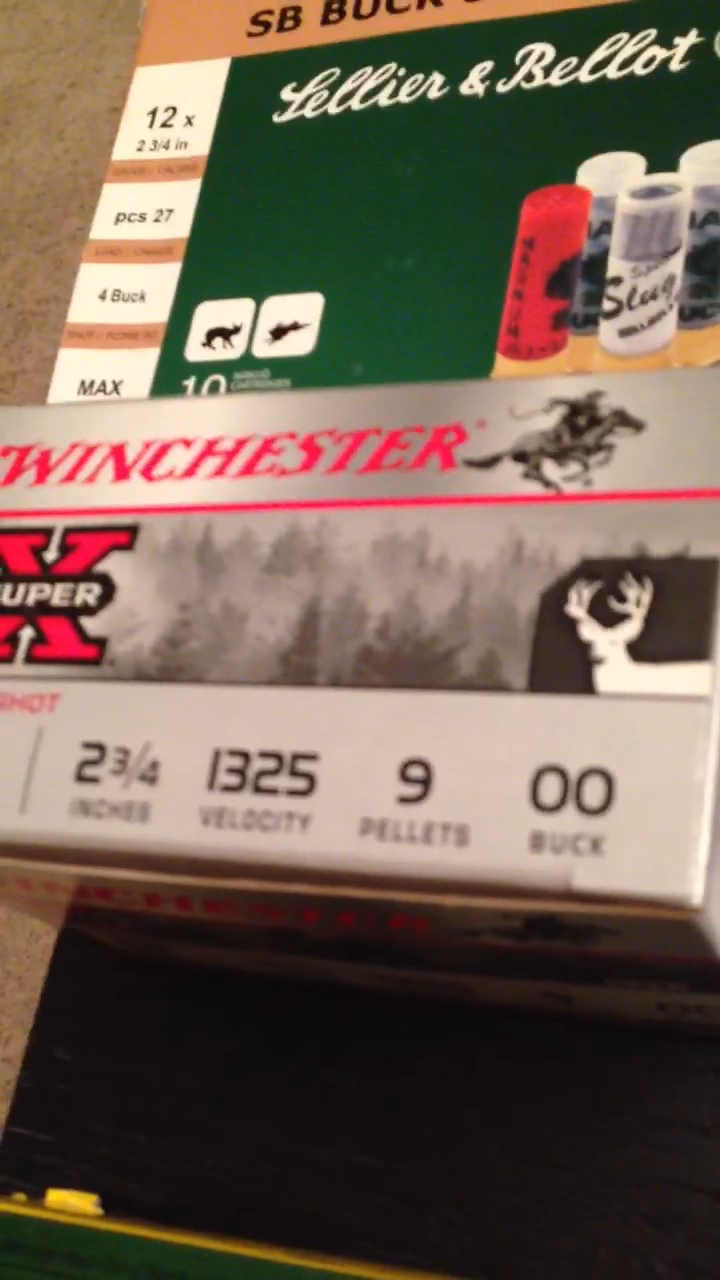 SB BUCK
Sellier & Bellot
12 x
2 3/4 in
pcs 27
4 Buck
MAX
10
Slug
WINCHESTER
SUPER
X
SHOT
2 3/4 1325 9 00
INCHES VELOCITY PELLETS BUCK
WINCHESTER